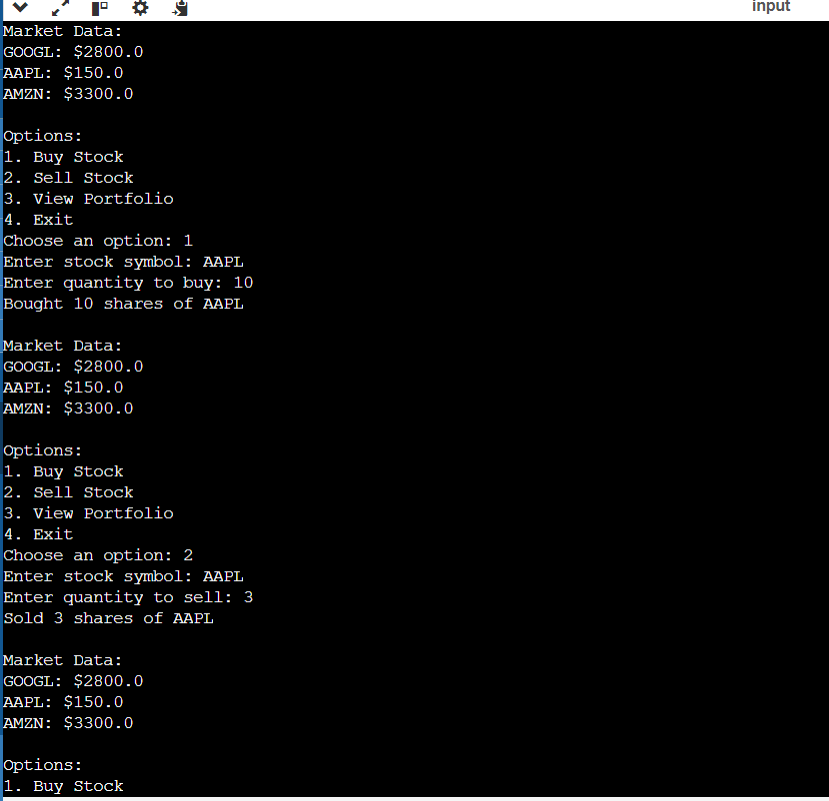 input
Market Data:
GOOGL: $2800.0
AAPL: $150.0
AMZN: $3300.0
Options:
1. Buy Stock
2. Sell Stock
3. View Portfolio
4. Exit
Choose an option: 1
Enter stock symbol: AAPL
Enter quantity to buy: 10
Bought 10 shares of AAPL
Market Data:
GOOGL: $2800.0
AAPL: $150.0
AMZN: $3300.0
Options:
1. Buy Stock
2. Sell Stock
3. View Portfolio
4. Exit
Choose an option: 2
Enter stock symbol: AAPL
Enter quantity to sell: 3
Sold 3 shares of AAPL
Market Data:
GOOGL: $2800.0
AAPL: $150.0
AMZN: $3300.0
Options:
1. Buy Stock